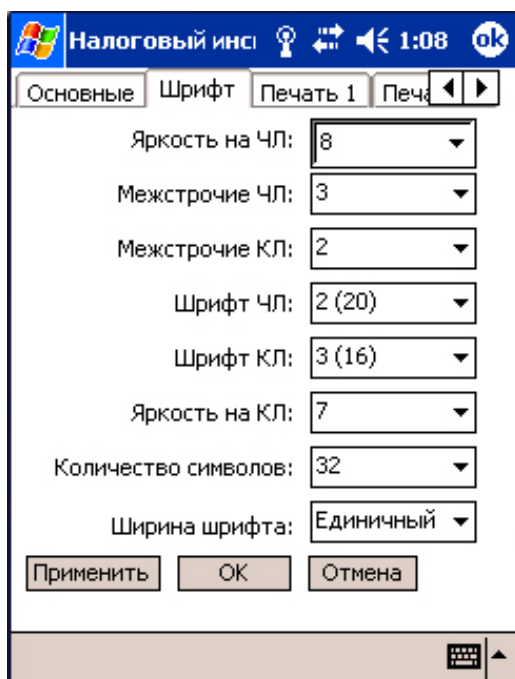 Налоговый инсі 1:08 ok
Основные Шрифт Печать 1 Печа
Яркость на ЧЛ: 8
Межстрочие ЧЛ: 3
Межстрочие КЛ: 2
Шрифт ЧЛ: 2 (20)
Шрифт КЛ: 3 (16)
Яркость на КЛ: 7
Количество символов: 32
Ширина шрифта: Единичный
Применить OK Отмена